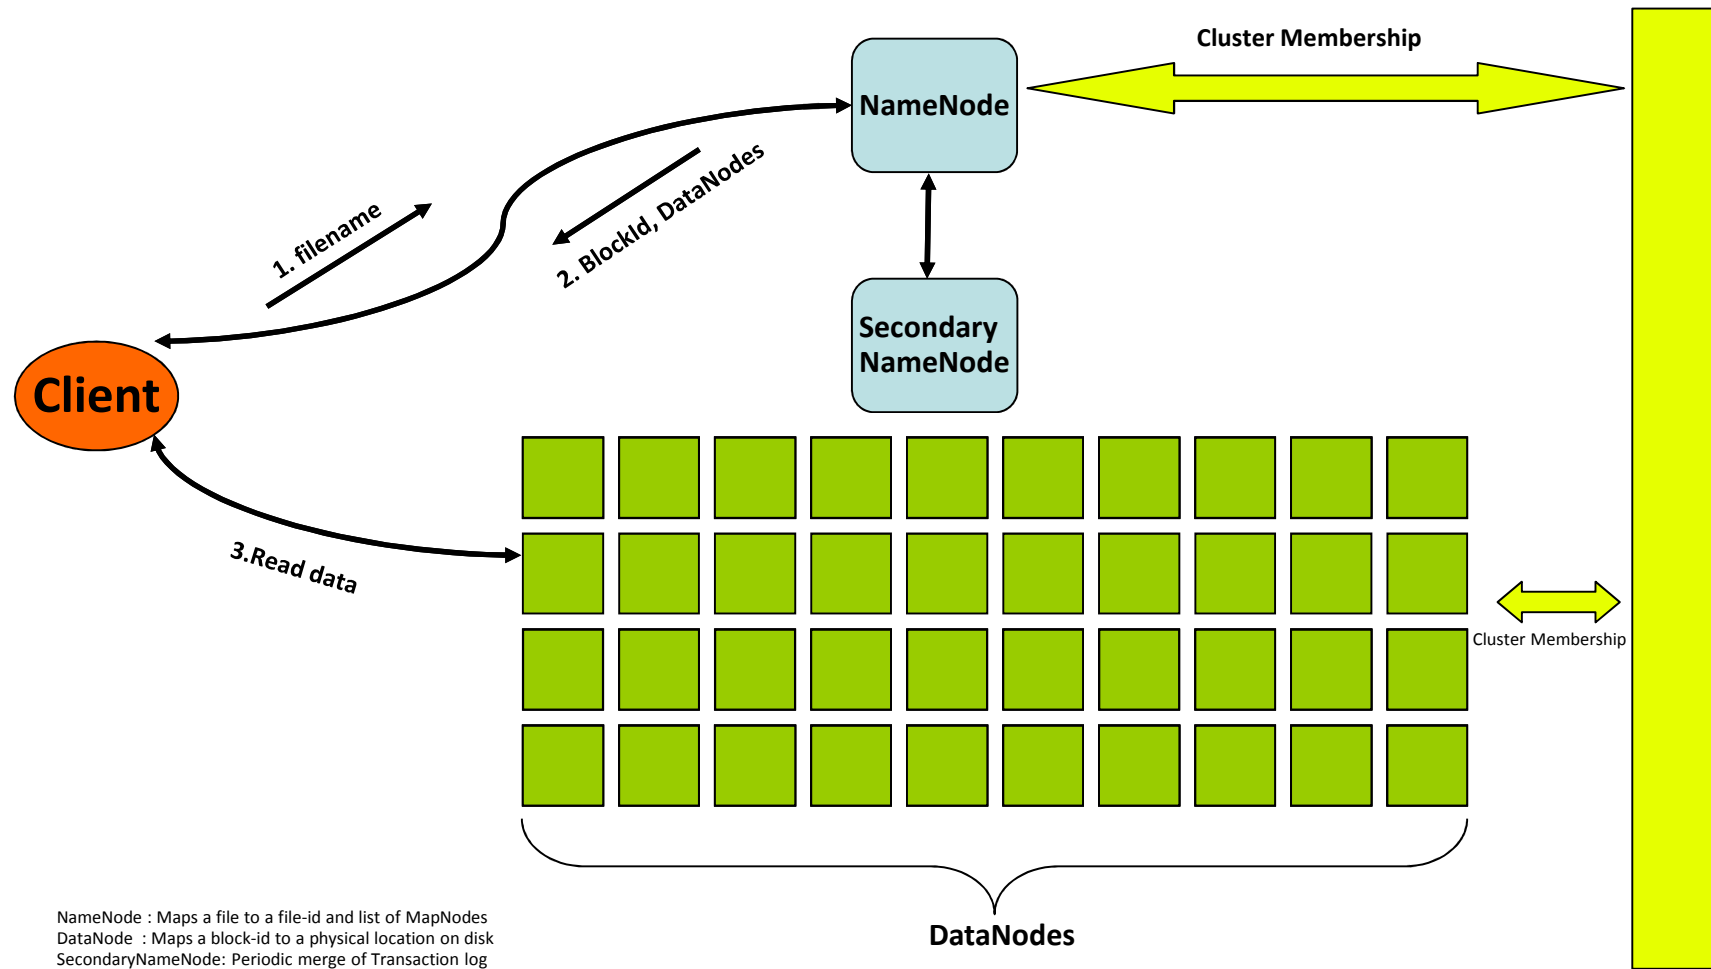 Cluster Membership
NameNode
1. filename
2. BlockId, DataNodes
Secondary
NameNode
Client
3.Read data
Cluster Membership
DataNodes
NameNode : Maps a file to a file-id and list of MapNodes
DataNode  : Maps a block-id to a physical location on disk
SecondaryNameNode: Periodic merge of Transaction log